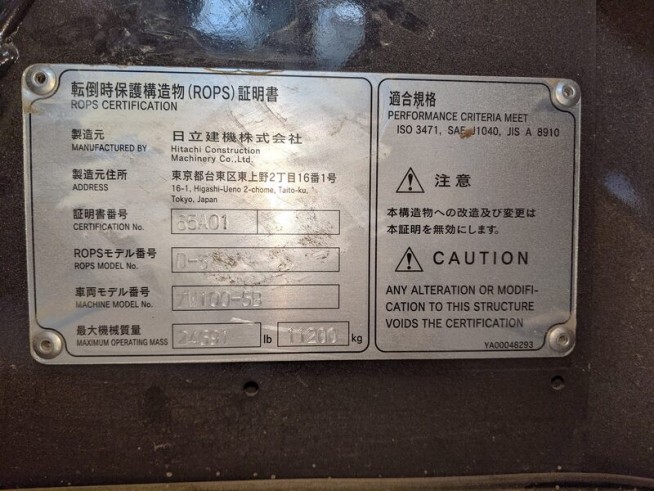 転倒時保護構造物(ROPS)証明書
ROPS CERTIFICATION
製造元
MANUFACTURED BY
日立建機株式会社
Hitachi Construction
Machinery Co., Ltd.
製造元住所
ADDRESS
東京都台東区東上野2丁目16番1号
16-1, Higashi-Ueno 2-chome, Taito-ku,
Tokyo, Japan
証明書番号
CERTIFICATION No.
ROPSモデル番号
ROPS MODEL No.
車両モデル番号
MACHINE MODEL No.
ZW100-5B
最大機械質量
MAXIMUM OPERATING MASS
lb
11200
kg
適合規格
PERFORMANCE CRITERIA MEET
ISO 3471, SAE J1040, JIS A 8910
注意
本構造物への改造及び変更は
本証明を無効にします。
CAUTION
ANY ALTERATION OR MODIFI-
CATION TO THIS STRUCTURE
VOIDS THE CERTIFICATION
YA00046293